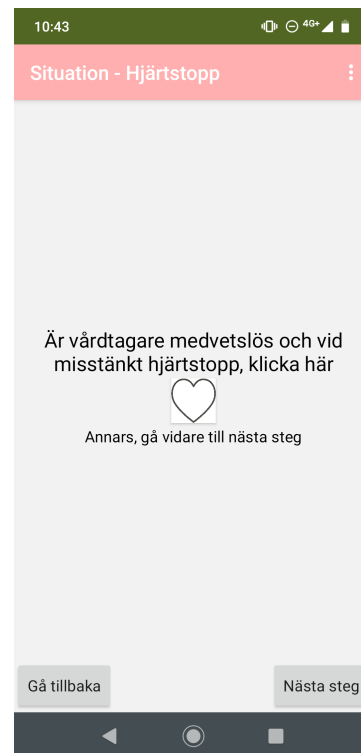 10:43
4G+
Situation - Hjärtstopp
Är vårdtagare medvetslös och vid
misstänkt hjärtstopp, klicka här
Annars, gå vidare till nästa steg
Gå tillbaka
Nästa steg